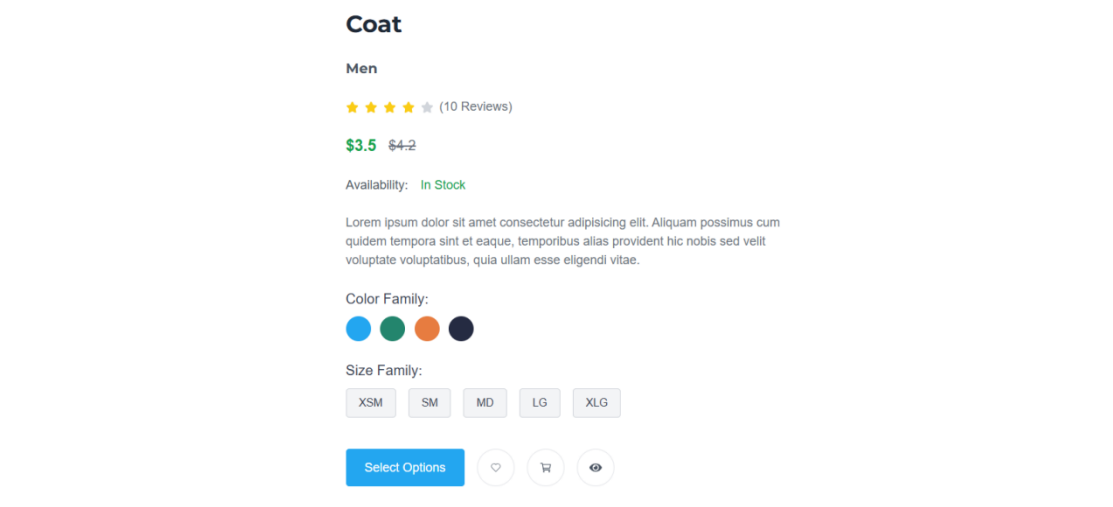 Coat
Men
(10 Reviews)
$3.5 $4.2
Availability: In Stock
Lorem ipsum dolor sit amet consectetur adipisicing elit. Aliquam possimus cum
quidem tempora sint et eaque, temporibus alias provident hic nobis sed velit
voluptate voluptatibus, quia ullam esse eligendi vitae.
Color Family:
Size Family:
XSM SM MD LG XLG
Select Options